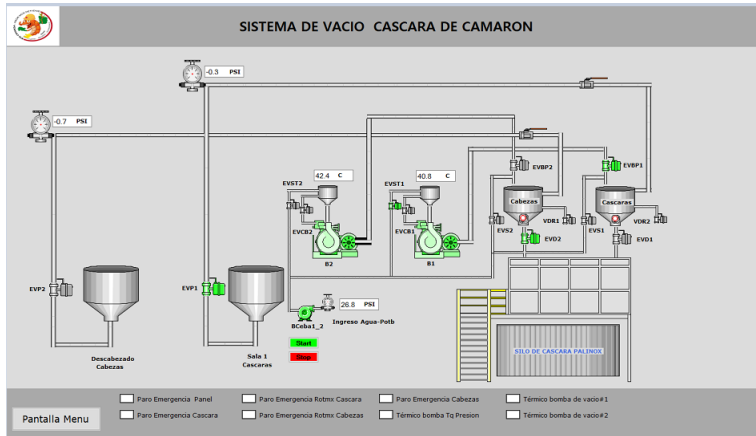 SISTEMA DE VACIO CASCARA DE CAMARON
-0.3 PSI
-0.7 PSI
EVBP2
EVBP1
42.4 C
40.8 C
EVST2
EVST1
Cabezas
Cascaras
EVCB2
EVCB1
EVS2
VDR1
EVS1
VDR2
EVD2
EVD1
B2
B1
EVP2
EVP1
26.8 PSI
BCeba1_2
Ingreso Agua-Potb
Start
Stop
Descabezado
Cabezas
Sala 1
Cascaras
SILO DE CASCARA PALINOX
Pantalla Menu
Paro Emergencia Panel
Paro Emergencia Rotms Cascara
Paro Emergencia Cabezas
Térmico bomba de vacio#1
Paro Emergencia Cascara
Paro Emergencia Rotms Cabezas
Térmico bomba Tq Presion
Térmico bomba de vacio#2